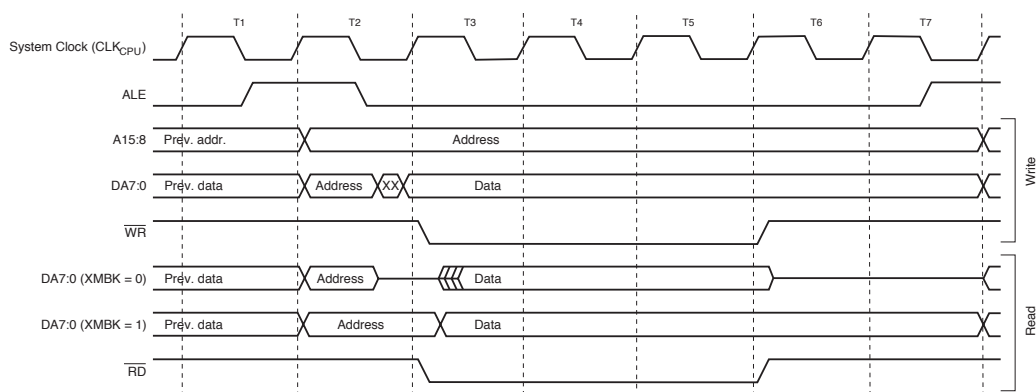 T1 T2 T3 T4 T5 T6 T7
System Clock (CLKCPU)
ALE
A15:8 Prev. addr. Address
DA7:0 Prev. data Address XX Data
WR
DA7:0 (XMBK = 0) Prev. data Address Data
DA7:0 (XMBK = 1) Prev. data Address Data
RD
Write
Read